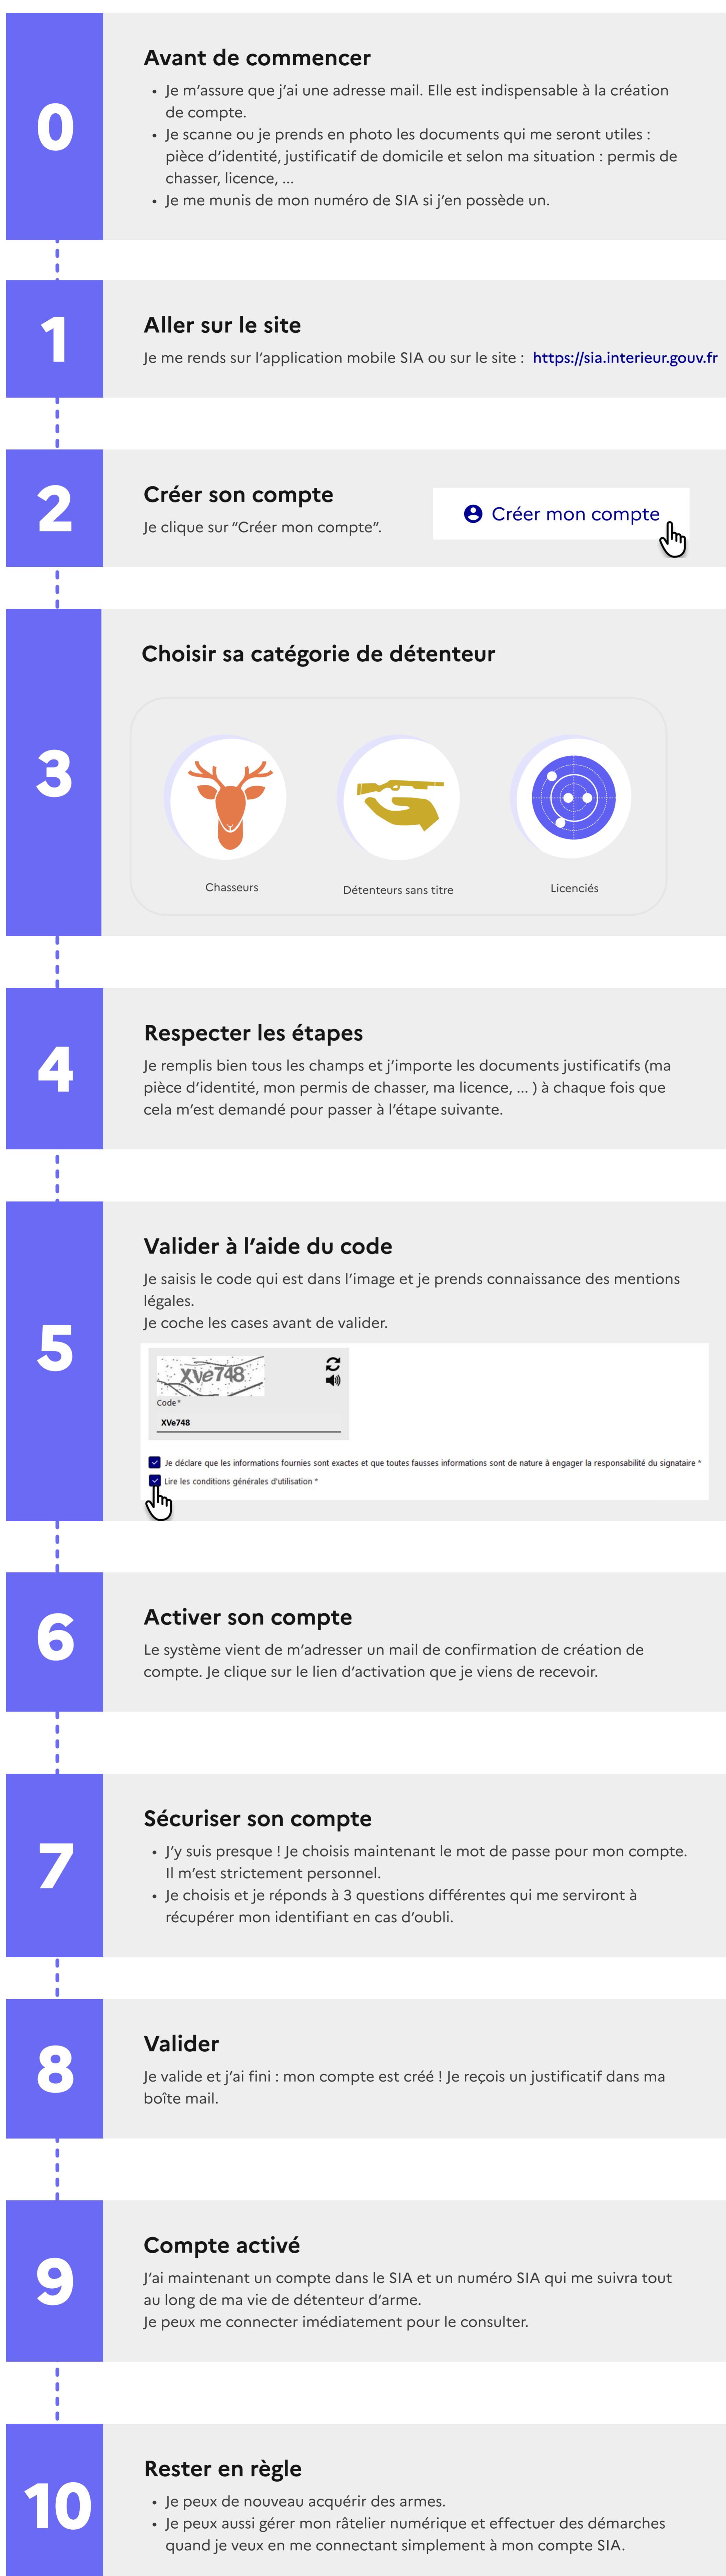 0
Avant de commencer
• Je m’assure que j’ai une adresse mail. Elle est indispensable à la création
de compte.
• Je scanne ou je prends en photo les documents qui me seront utiles :
pièce d’identité, justificatif de domicile et selon ma situation : permis de
chasser, licence, ...
• Je me munis de mon numéro de SIA si j’en possède un.
1
Aller sur le site
Je me rends sur l’application mobile SIA ou sur le site : https://sia.interieur.gouv.fr
2
Créer son compte
Je clique sur “Créer mon compte”.
Créer mon compte
3
Choisir sa catégorie de détenteur
Chasseurs
Détenteurs sans titre
Licenciés
4
Respecter les étapes
Je remplis bien tous les champs et j’importe les documents justificatifs (ma
pièce d’identité, mon permis de chasser, ma licence, ... ) à chaque fois que
cela m’est demandé pour passer à l’étape suivante.
5
Valider à l’aide du code
Je saisis le code qui est dans l’image et je prends connaissance des mentions
légales.
Je coche les cases avant de valider.
XVe748
Code*
XVe748
Je déclare que les informations fournies sont exactes et que toutes fausses informations sont de nature à engager la responsabilité du signataire *
Lire les conditions générales d'utilisation *
6
Activer son compte
Le système vient de m’adresser un mail de confirmation de création de
compte. Je clique sur le lien d’activation que je viens de recevoir.
7
Sécuriser son compte
• J’y suis presque ! Je choisis maintenant le mot de passe pour mon compte.
Il m’est strictement personnel.
• Je choisis et je réponds à 3 questions différentes qui me serviront à
récupérer mon identifiant en cas d’oubli.
8
Valider
Je valide et j’ai fini : mon compte est créé ! Je reçois un justificatif dans ma
boîte mail.
9
Compte activé
J’ai maintenant un compte dans le SIA et un numéro SIA qui me suivra tout
au long de ma vie de détenteur d’arme.
Je peux me connecter imédiatement pour le consulter.
10
Rester en règle
• Je peux de nouveau acquérir des armes.
• Je peux aussi gérer mon râtelier numérique et effectuer des démarches
quand je veux en me connectant simplement à mon compte SIA.